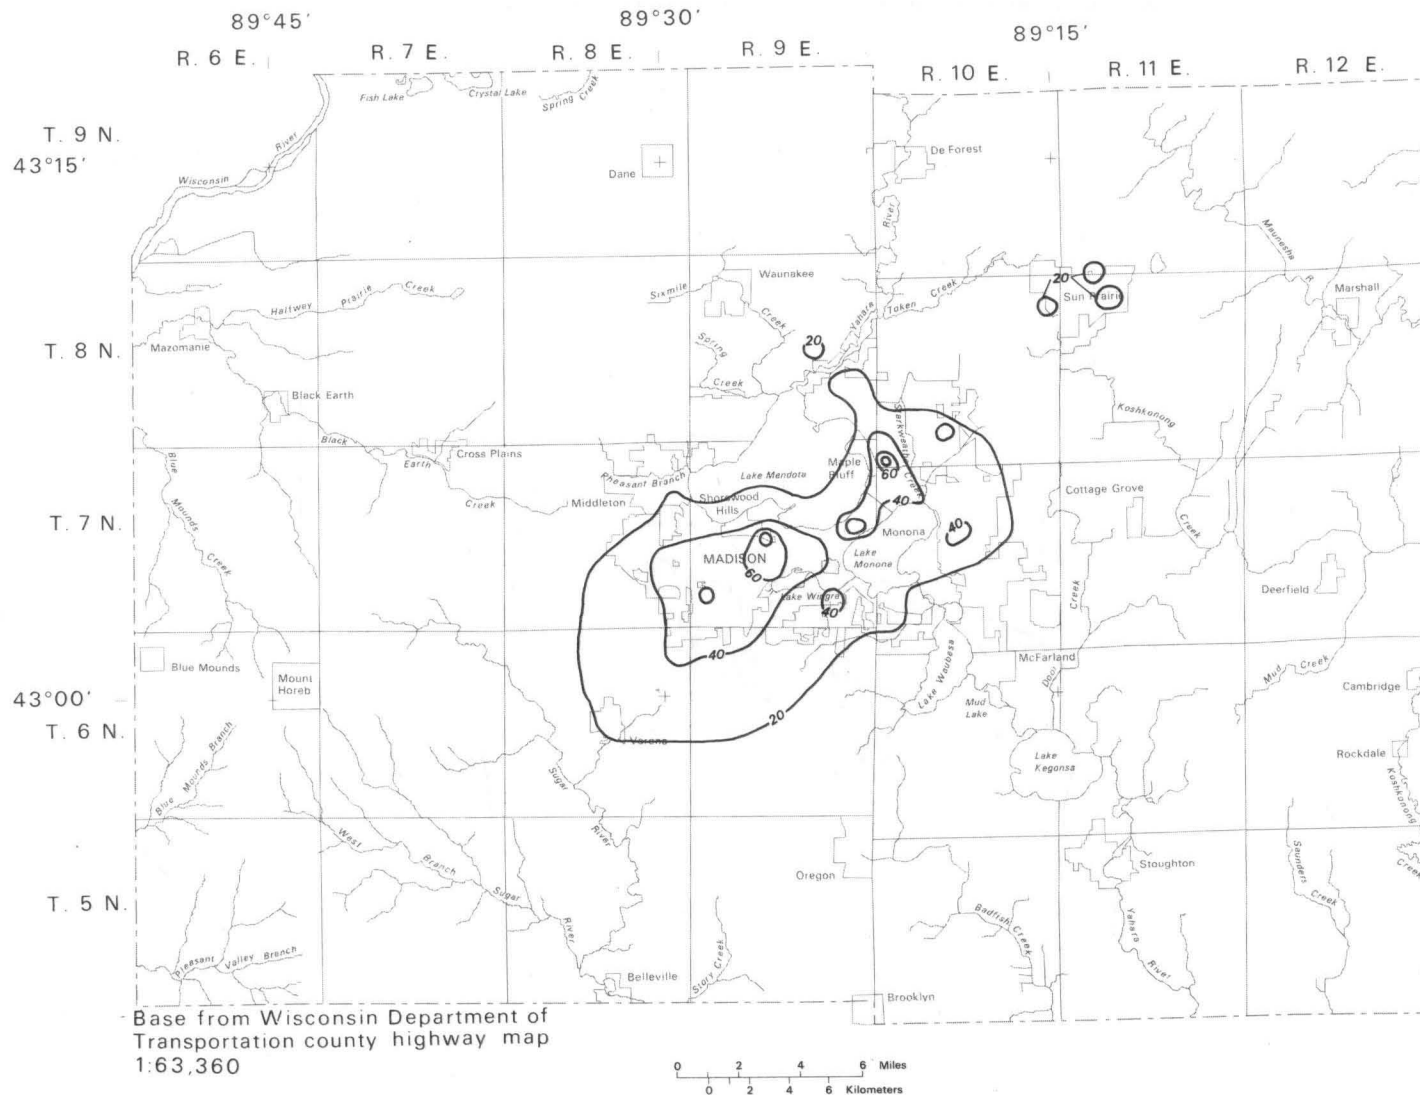 89°45′
89°30′
89°15′
R. 6 E.
R. 7 E.
R. 8 E.
R. 9 E.
R. 10 E.
R. 11 E.
R. 12 E.
Fish Lake
Crystal Lake
Spring Creek
T. 9 N.
43°15′
Wisconsin River
Dane
De Forest
River
Maunesha R
Waunakee
Sixmile Creek
Halfway Prairie Creek
Yahara
Token Creek
20
Sun Prairie
Marshall
Mazomanie
T. 8 N.
20
Spring Creek
Black Earth
Starkweather Creek
Koshkonong Creek
Black Earth Creek
Cross Plains
Blue Mounds Creek
Pheasant Branch
Lake Mendota
Maple
Bluff
60
Middleton
Shorewood
Hills
40
Cottage Grove
T. 7 N.
Monona
40
MADISON
Lake
Monona
60
Lake Wingra
40
Deerfield
Creek
Blue Mounds
40
McFarland
Door
Mud Creek
Mount
Horeb
43°00′
Lake Waubesa
Mud
Lake
Cambridge
20
T. 6 N.
Verona
Blue Mounds Branch
Sugar River
Lake
Kegonsa
Rockdale
Koshkonong Creek
West Branch Sugar River
Stoughton
Saunders Creek
Oregon
T. 5 N.
Badfish Creek
Yahara River
Pleasant Valley Branch
Belleville
Story Creek
Brooklyn
Base from Wisconsin Department of
Transportation county highway map
1:63,360
0 2 4 6 Miles
0 2 4 6 Kilometers